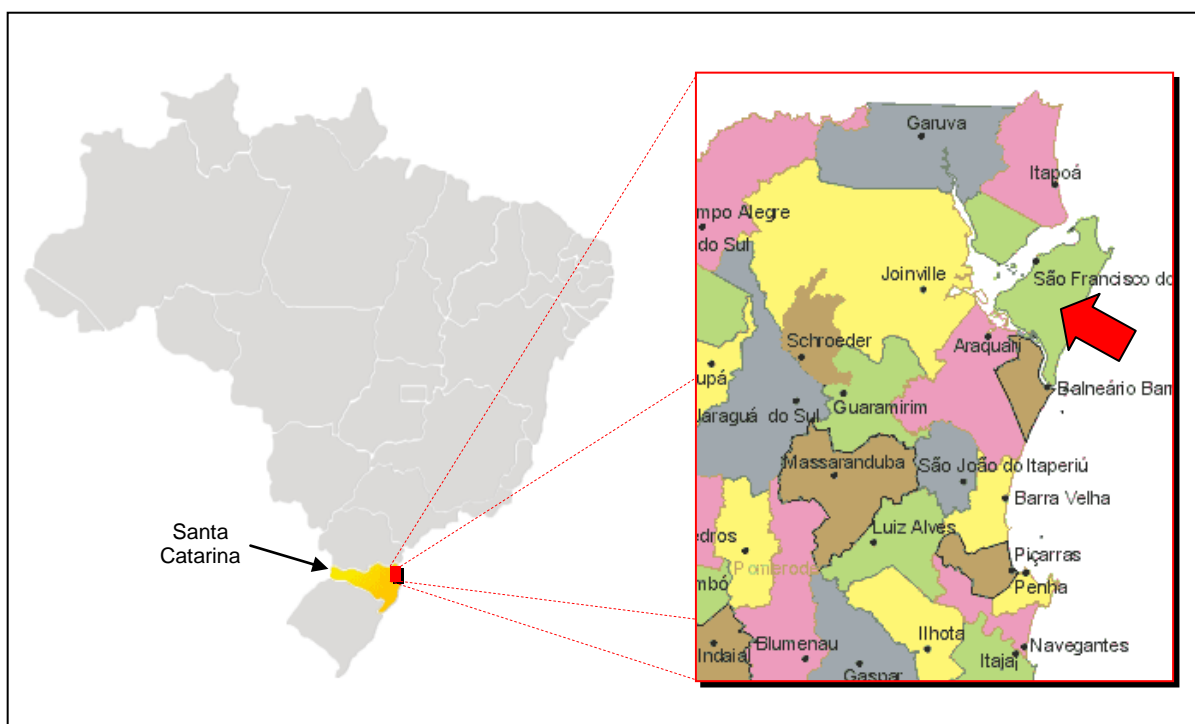 Santa
Catarina
Garuva
Itapoá
mpo Alegre
do Sul
São Francisco do
Joinville
Schroeder
Araquari
upá
Balneário Barr
Guaramirim
Jaraguá do Sul
Massaranduba
São João do Itaperiú
Barra Velha
Luiz Alves
edros
Piçarras
Pomerode
Penha
mbó
Ilhota
Navegantes
Blumenau
Indaial
Itajaí
Gaspar